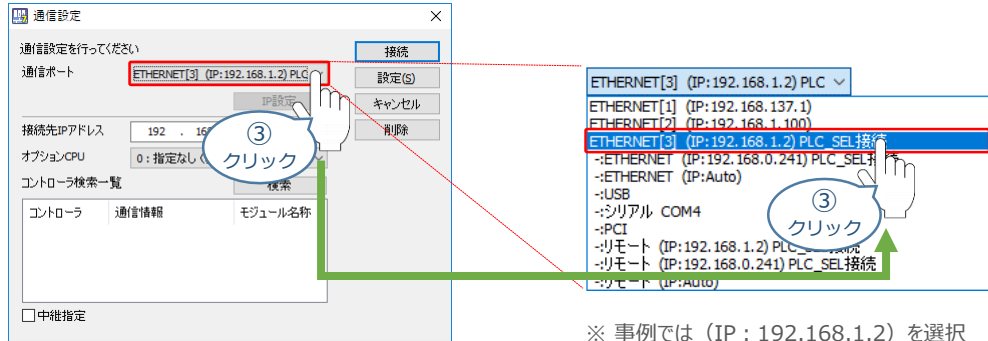 通信設定
通信設定を行ってください
接続
通信ポート
ETHERNET[3] (IP:192.168.1.2) PLC
設定(S)
IP設定
キャンセル
接続先IPアドレス
192 . 16
削除
オプションCPU
0:指定なし
コントローラ検索一覧
検索
コントローラ 通信情報 モジュール名称
中継指定
③
クリック
ETHERNET[3] (IP:192.168.1.2) PLC
ETHERNET[1] (IP:192.168.137.1)
ETHERNET[2] (IP:192.168.1.100)
ETHERNET[3] (IP:192.168.1.2) PLC_SEL接続
-:ETHERNET (IP:192.168.0.241) PLC_SEL接続
-:ETHERNET (IP:Auto)
-:USB
-:シリアル COM4
-:PCI
-:リモート (IP:192.168.1.2) PLC_SEL接続
-:リモート (IP:192.168.0.241) PLC_SEL接続
-:リモート (IP:Auto)
③
クリック
※ 事例では（IP：192.168.1.2）を選択